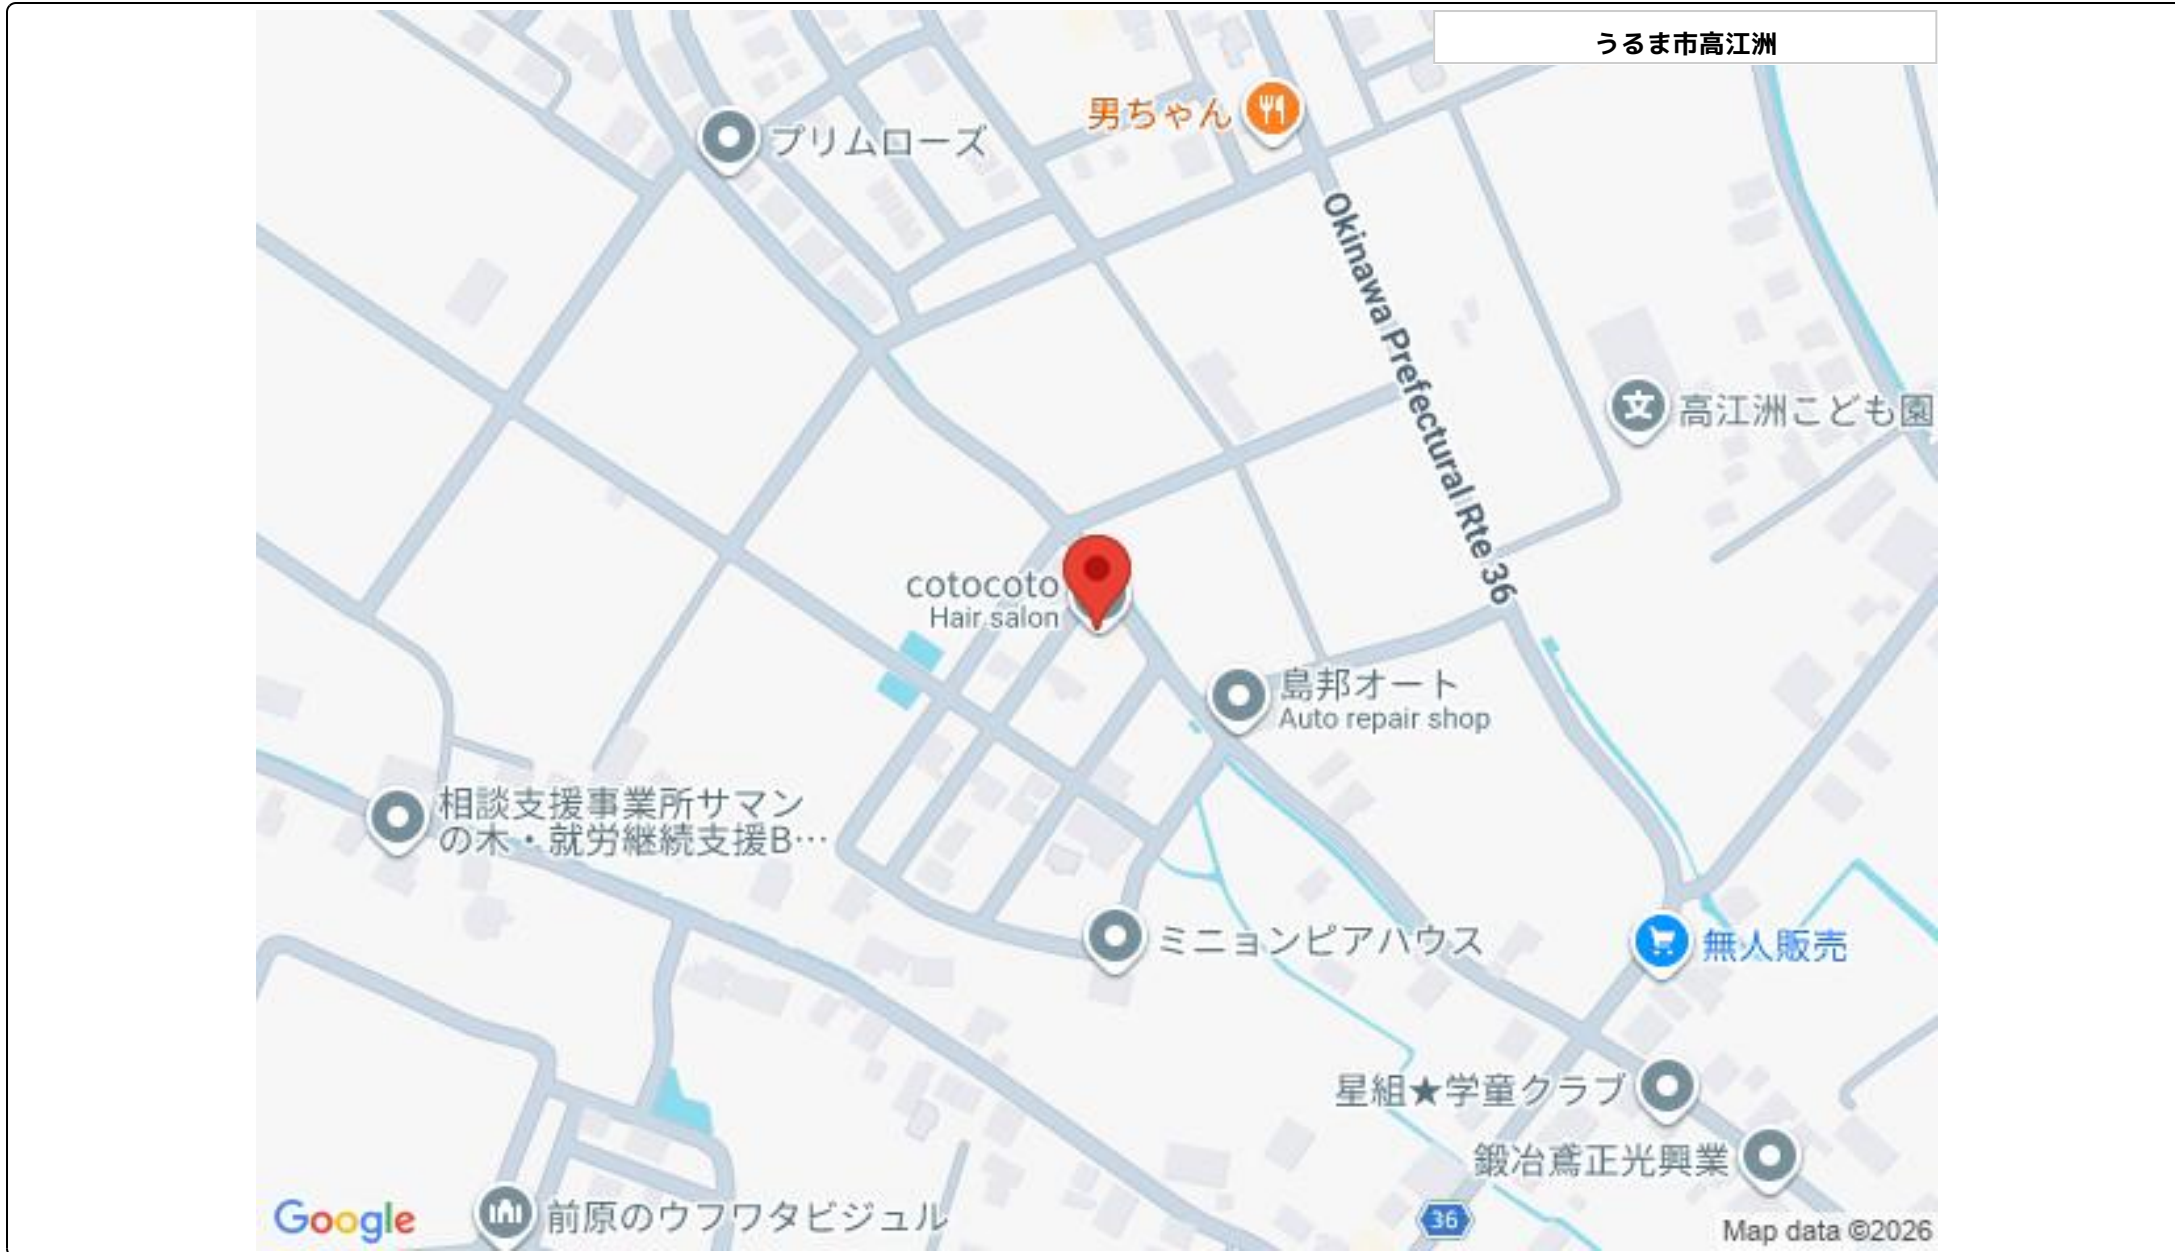 うるま市高江洲
男ちゃん
プリムローズ
Okinawa Prefectural Rte 36
高江洲こども園
cotocoto
Hair salon
島邦オート
Auto repair shop
相談支援事業所サマン
の木・就労継続支援B…
ミニョンピアハウス
無人販売
星組★学童クラブ
鍛冶鳶正光興業
前原のウフワタビジュル
36
Google
Map data ©2026